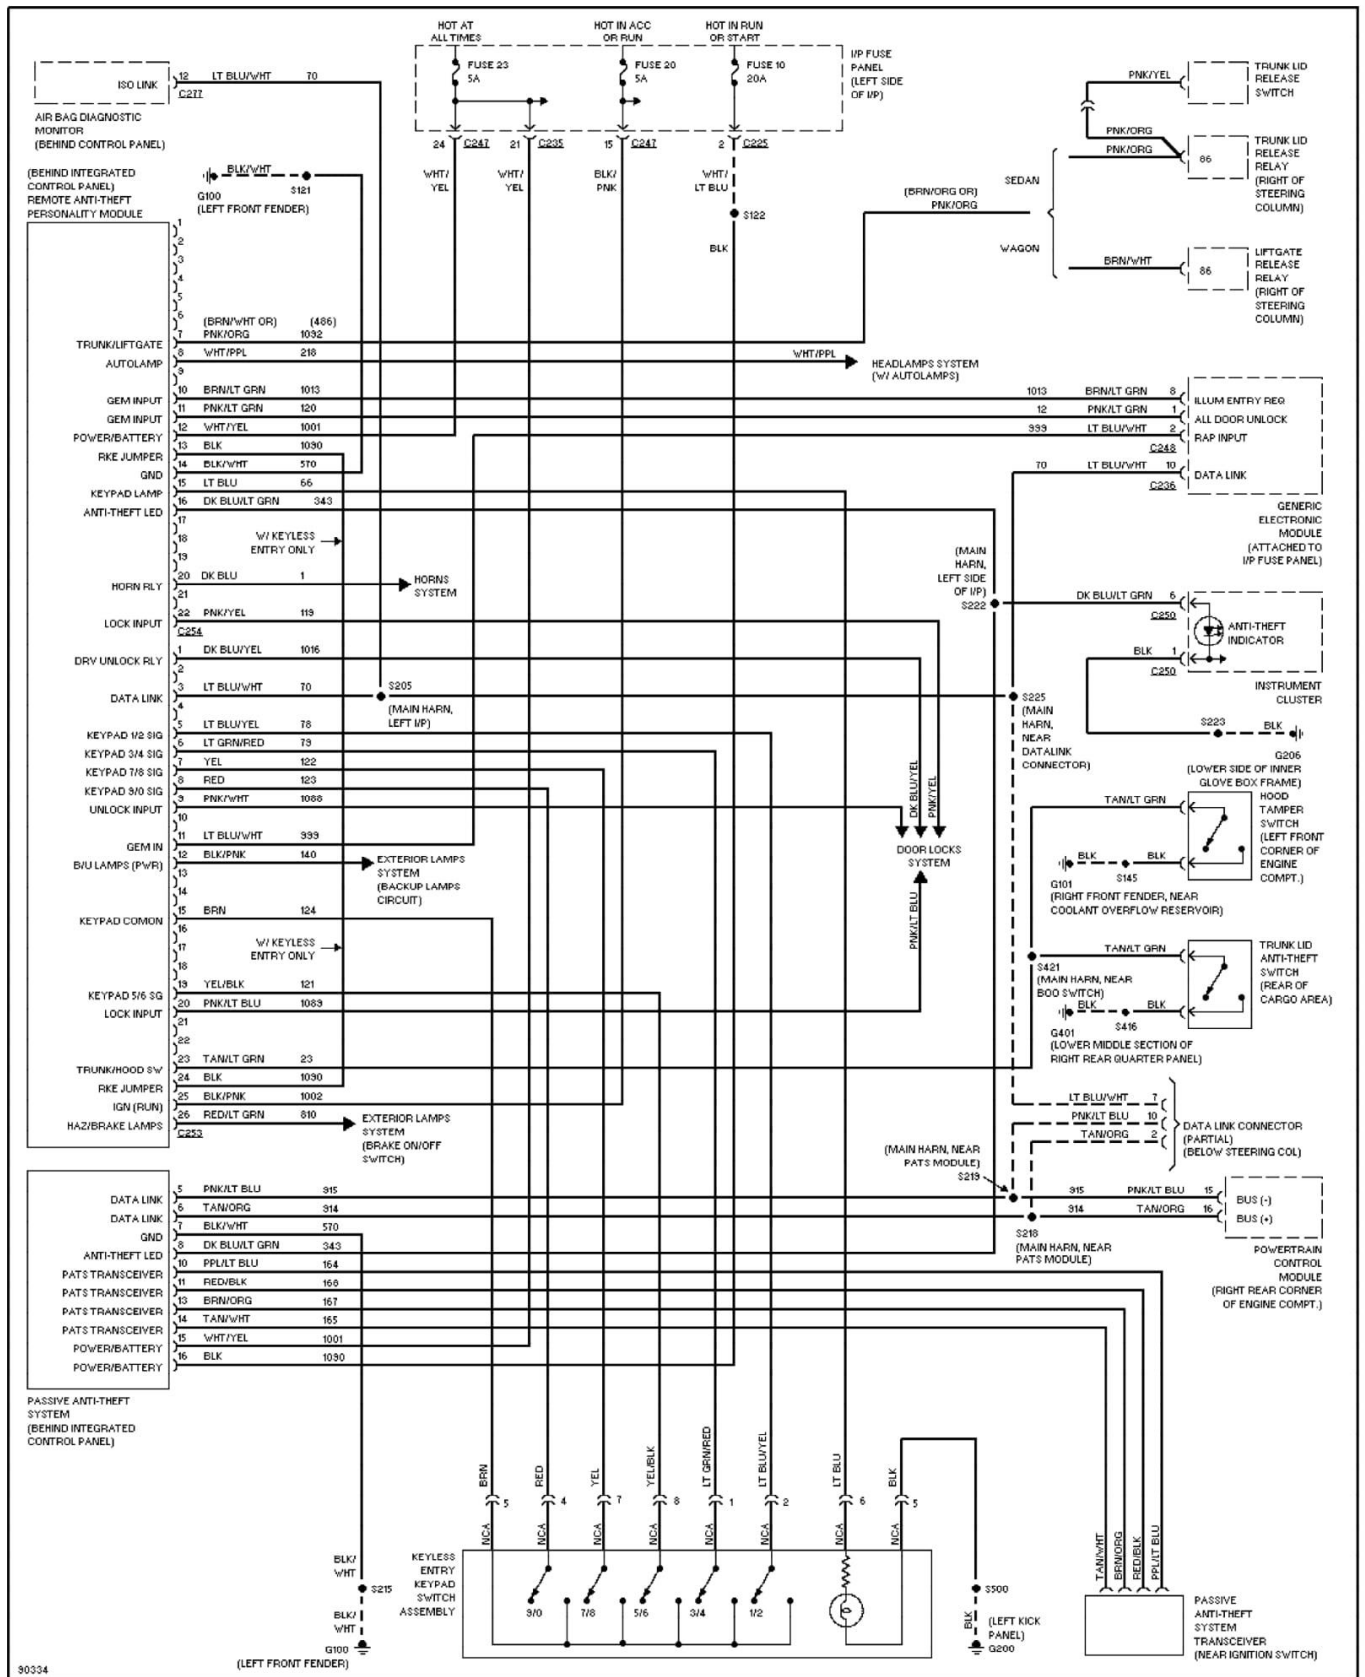 HOT AT
ALL TIMES
HOT IN ACC
OR RUN
HOT IN RUN
OR START
FUSE 23
5A
FUSE 20
5A
FUSE 10
20A
I/P FUSE
PANEL
(LEFT SIDE
OF I/P)
24 C247 21 C235 15 C247 2 C225
WHT/
YEL
WHT/
YEL
BLK/
PNK
WHT/
LT BLU
S122
BLK
ISO LINK
12 LT BLU/WHT 70
C277
AIR BAG DIAGNOSTIC
MONITOR
(BEHIND CONTROL PANEL)
BLK/WHT
G100
(LEFT FRONT FENDER)
S121
PNK/YEL
TRUNK LID
RELEASE
SWITCH
PNK/ORG
PNK/ORG
86
TRUNK LID
RELEASE
RELAY
(RIGHT OF
STEERING
COLUMN)
SEDAN
(BRN/ORG OR)
PNK/ORG
WAGON
BRN/WHT
86
LIFTGATE
RELEASE
RELAY
(RIGHT OF
STEERING
COLUMN)
(BEHIND INTEGRATED
CONTROL PANEL)
REMOTE ANTI-THEFT
PERSONALITY MODULE
1
2
3
4
5
6
(BRN/WHT OR) (486)
TRUNK/LIFTGATE 7 PNK/ORG 1092
AUTOLAMP 8 WHT/PPL 218
9
GEM INPUT 10 BRN/LT GRN 1013
GEM INPUT 11 PNK/LT GRN 120
POWER/BATTERY 12 WHT/YEL 1001
RKE JUMPER 13 BLK 1090
GND 14 BLK/WHT 570
KEYPAD LAMP 15 LT BLU 66
ANTI-THEFT LED 16 DK BLU/LT GRN 343
17
18
19
HORN RLY 20 DK BLU 1
21
LOCK INPUT 22 PNK/YEL 119
C254
W/ KEYLESS
ENTRY ONLY
HORNS
SYSTEM
WHT/PPL
HEADLAMPS SYSTEM
(W/ AUTOLAMPS)
1013 BRN/LT GRN 8 ILLUM ENTRY REQ
12 PNK/LT GRN 1 ALL DOOR UNLOCK
999 LT BLU/WHT 2 RAP INPUT
C248
70 LT BLU/WHT 10 DATA LINK
C236
GENERIC
ELECTRONIC
MODULE
(ATTACHED TO
I/P FUSE PANEL)
(MAIN
HARN,
LEFT SIDE
OF I/P)
S222
DK BLU/LT GRN 6
C250
ANTI-THEFT
INDICATOR
BLK 1
C250
INSTRUMENT
CLUSTER
S223
BLK
G206
(LOWER SIDE OF INNER
GLOVE BOX FRAME)
DRV UNLOCK RLY 1 DK BLU/YEL 1016
2
DATA LINK 3 LT BLU/WHT 70
4
KEYPAD 1/2 SIG 5 LT BLU/YEL 78
KEYPAD 3/4 SIG 6 LT GRN/RED 79
KEYPAD 7/8 SIG 7 YEL 122
KEYPAD 9/0 SIG 8 RED 123
UNLOCK INPUT 9 PNK/WHT 1088
10
GEM IN 11 LT BLU/WHT 999
B/U LAMPS (PWR) 12 BLK/PNK 140
13
14
KEYPAD COMON 15 BRN 124
16
17
18
KEYPAD 5/6 SG 19 YEL/BLK 121
LOCK INPUT 20 PNK/LT BLU 1089
21
22
TRUNK/HOOD SW 23 TAN/LT GRN 23
RKE JUMPER 24 BLK 1090
IGN (RUN) 25 BLK/PNK 1002
HAZ/BRAKE LAMPS 26 RED/LT GRN 810
C253
S205
(MAIN HARN,
LEFT I/P)
S225
(MAIN
HARN,
NEAR
DATALINK
CONNECTOR)
DK BLU/YEL
PNK/YEL
DOOR LOCKS
SYSTEM
PNK/LT BLU
EXTERIOR LAMPS
SYSTEM
(BACKUP LAMPS
CIRCUIT)
W/ KEYLESS
ENTRY ONLY
EXTERIOR LAMPS
SYSTEM
(BRAKE ON/OFF
SWITCH)
TAN/LT GRN
HOOD
TAMPER
SWITCH
(LEFT FRONT
CORNER OF
ENGINE
COMPT.)
BLK BLK
G101 S145
(RIGHT FRONT FENDER, NEAR
COOLANT OVERFLOW RESERVOIR)
TAN/LT GRN
S421
(MAIN HARN, NEAR
BOO SWITCH)
TRUNK LID
ANTI-THEFT
SWITCH
(REAR OF
CARGO AREA)
BLK BLK
G401 S416
(LOWER MIDDLE SECTION OF
RIGHT REAR QUARTER PANEL)
LT BLU/WHT 7
PNK/LT BLU 10
TAN/ORG 2
DATA LINK CONNECTOR
(PARTIAL)
(BELOW STEERING COL)
(MAIN HARN, NEAR
PATS MODULE)
S219
915 PNK/LT BLU 15 BUS (-)
914 TAN/ORG 16 BUS (+)
S218
(MAIN HARN, NEAR
PATS MODULE)
POWERTRAIN
CONTROL
MODULE
(RIGHT REAR CORNER
OF ENGINE COMPT.)
DATA LINK 5 PNK/LT BLU 915
DATA LINK 6 TAN/ORG 914
GND 7 BLK/WHT 570
ANTI-THEFT LED 8 DK BLU/LT GRN 343
PATS TRANSCEIVER 10 PPL/LT BLU 164
PATS TRANSCEIVER 11 RED/BLK 168
PATS TRANSCEIVER 13 BRN/ORG 167
PATS TRANSCEIVER 14 TAN/WHT 165
POWER/BATTERY 15 WHT/YEL 1001
POWER/BATTERY 16 BLK 1090
PASSIVE ANTI-THEFT
SYSTEM
(BEHIND INTEGRATED
CONTROL PANEL)
BRN RED YEL YEL/BLK LT GRN/RED LT BLU/YEL LT BLU BLK
5 4 7 8 1 2 6 5
NCA NCA NCA NCA NCA NCA NCA NCA
KEYLESS
ENTRY
KEYPAD
SWITCH
ASSEMBLY
9/0 7/8 5/6 3/4 1/2
BLK/
WHT
S215
BLK/
WHT
G100
(LEFT FRONT FENDER)
S500
BLK
(LEFT KICK
PANEL)
G200
TAN/WHT
BRN/ORG
RED/BLK
PPL/LT BLU
PASSIVE
ANTI-THEFT
SYSTEM
TRANSCEIVER
(NEAR IGNITION SWITCH)
90334